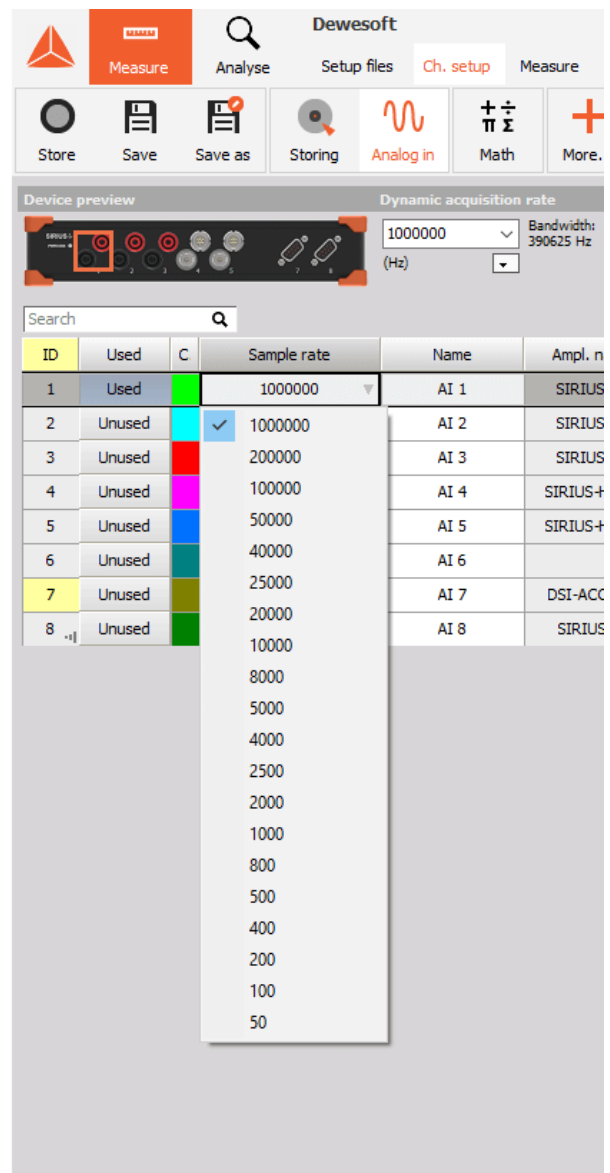 Dewesoft
Measure Analyse Setup files Ch. setup Measure
Store Save Save as Storing Analog in Math More.
Device preview Dynamic acquisition rate
1000000 Bandwidth:
390625 Hz
(Hz)
Search
ID Used C Sample rate Name Ampl. n
1 Used 1000000 AI 1 SIRIUS
2 Unused 1000000 AI 2 SIRIUS
3 Unused 200000 AI 3 SIRIUS
4 Unused 100000 AI 4 SIRIUS-H
5 Unused 50000 AI 5 SIRIUS-H
6 Unused 40000 AI 6
7 Unused 25000 AI 7 DSI-ACC
8 Unused 20000 AI 8 SIRIUS
10000
8000
5000
4000
2500
2000
1000
800
500
400
200
100
50